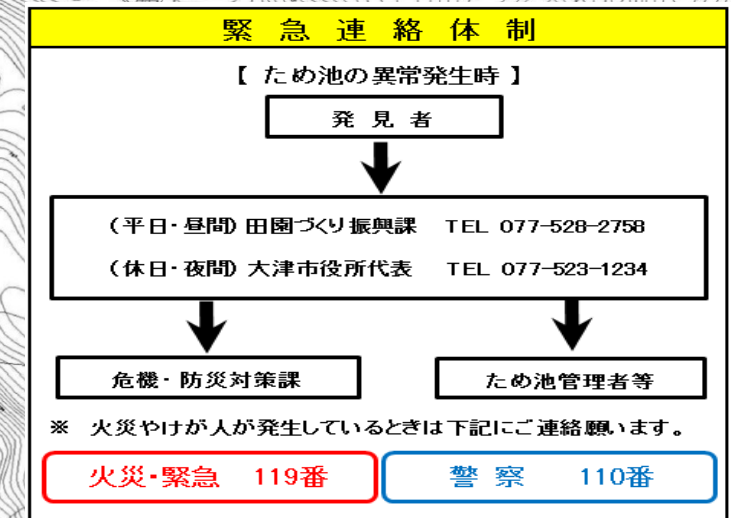 緊急連絡体制
【 ため池の異常発生時 】
発見者
(平日・昼間) 田園づくり振興課 TEL 077-528-2758
(休日・夜間) 大津市役所代表 TEL 077-523-1234
危機・防災対策課
ため池管理者等
※ 火災やけが人が発生しているときは下記にご連絡願います。
火災・緊急 119番
警察 110番